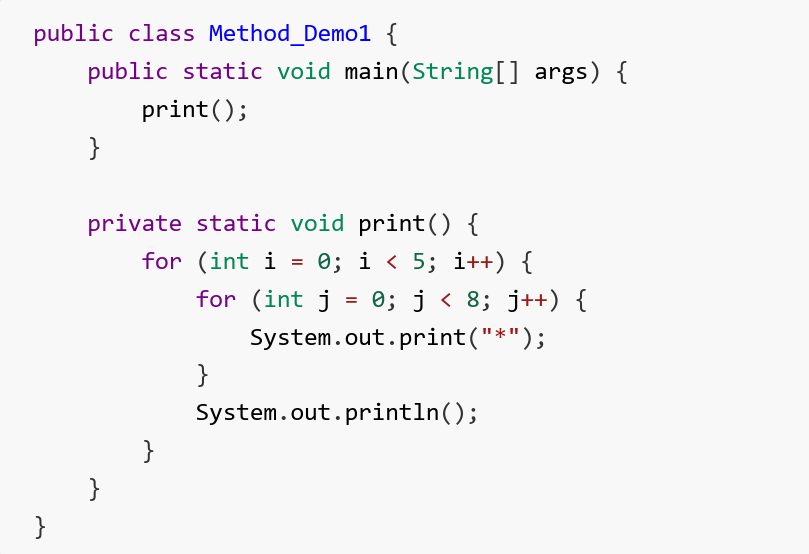 public class Method_Demo1 {
    public static void main(String[] args) {
        print();
    }

    private static void print() {
        for (int i = 0; i < 5; i++) {
            for (int j = 0; j < 8; j++) {
                System.out.print("*");
            }
            System.out.println();
        }
    }
}